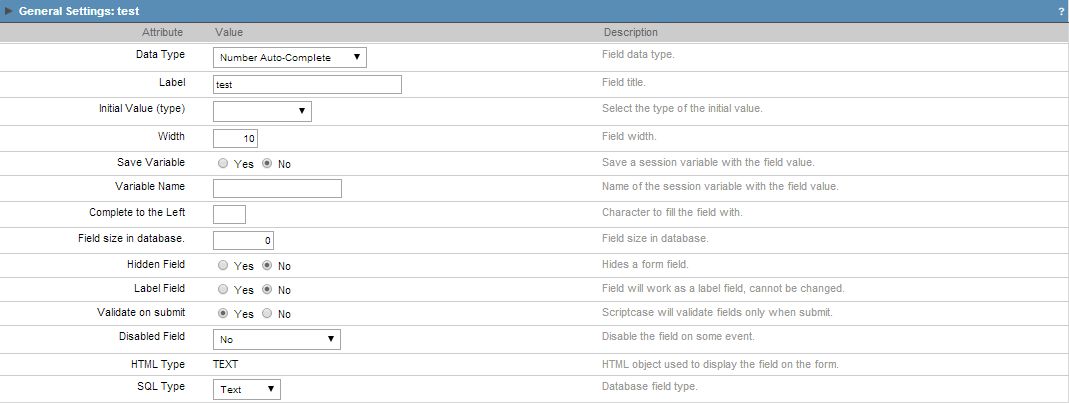 General Settings: test ?
Attribute Value Description
Data Type Number Auto-Complete Field data type.
Label test Field title.
Initial Value (type) Select the type of the initial value.
Width 10 Field width.
Save Variable Yes No Save a session variable with the field value.
Variable Name Name of the session variable with the field value.
Complete to the Left Character to fill the field with.
Field size in database. 0 Field size in database.
Hidden Field Yes No Hides a form field.
Label Field Yes No Field will work as a label field, cannot be changed.
Validate on submit Yes No Scriptcase will validate fields only when submit.
Disabled Field No Disable the field on some event.
HTML Type TEXT HTML object used to display the field on the form.
SQL Type Text Database field type.